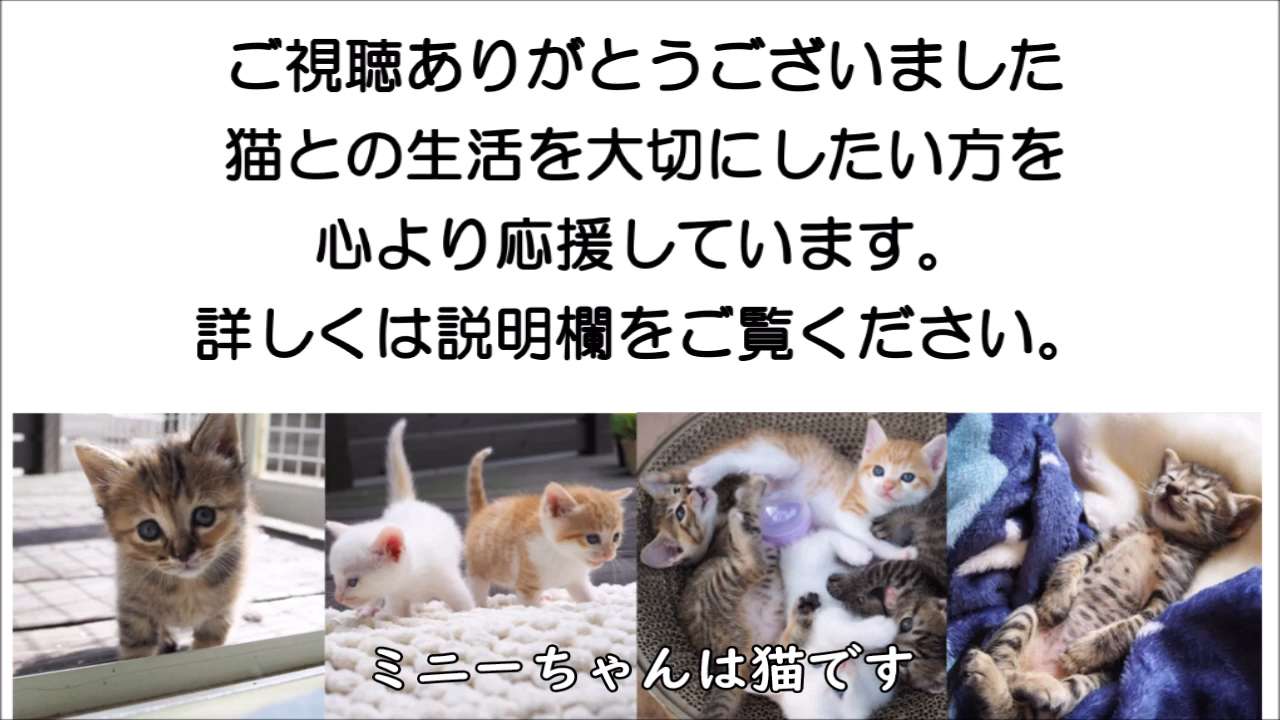 ご視聴ありがとうございました
猫との生活を大切にしたい方を
心より応援しています。
詳しくは説明欄をご覧ください。
ミニーちゃんは猫です